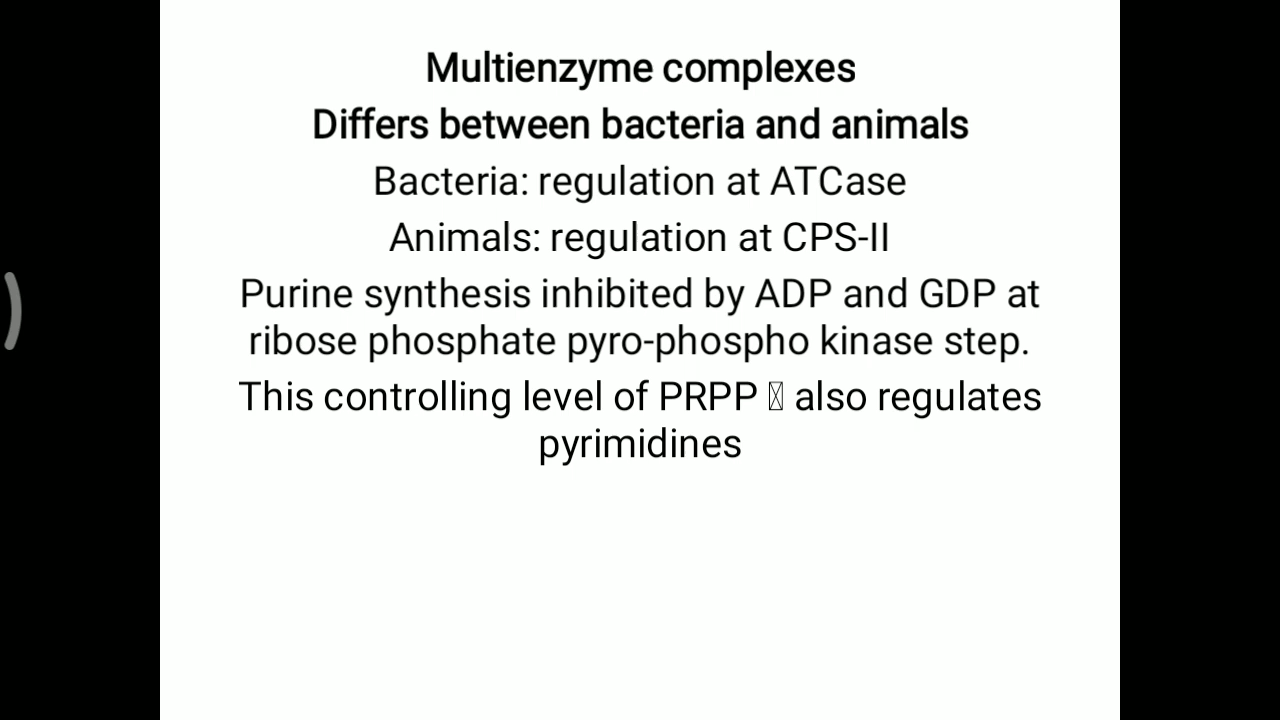 Multienzyme complexes
Differs between bacteria and animals
Bacteria: regulation at ATCase
Animals: regulation at CPS-II
Purine synthesis inhibited by ADP and GDP at
ribose phosphate pyro-phospho kinase step.
This controlling level of PRPP  also regulates
pyrimidines